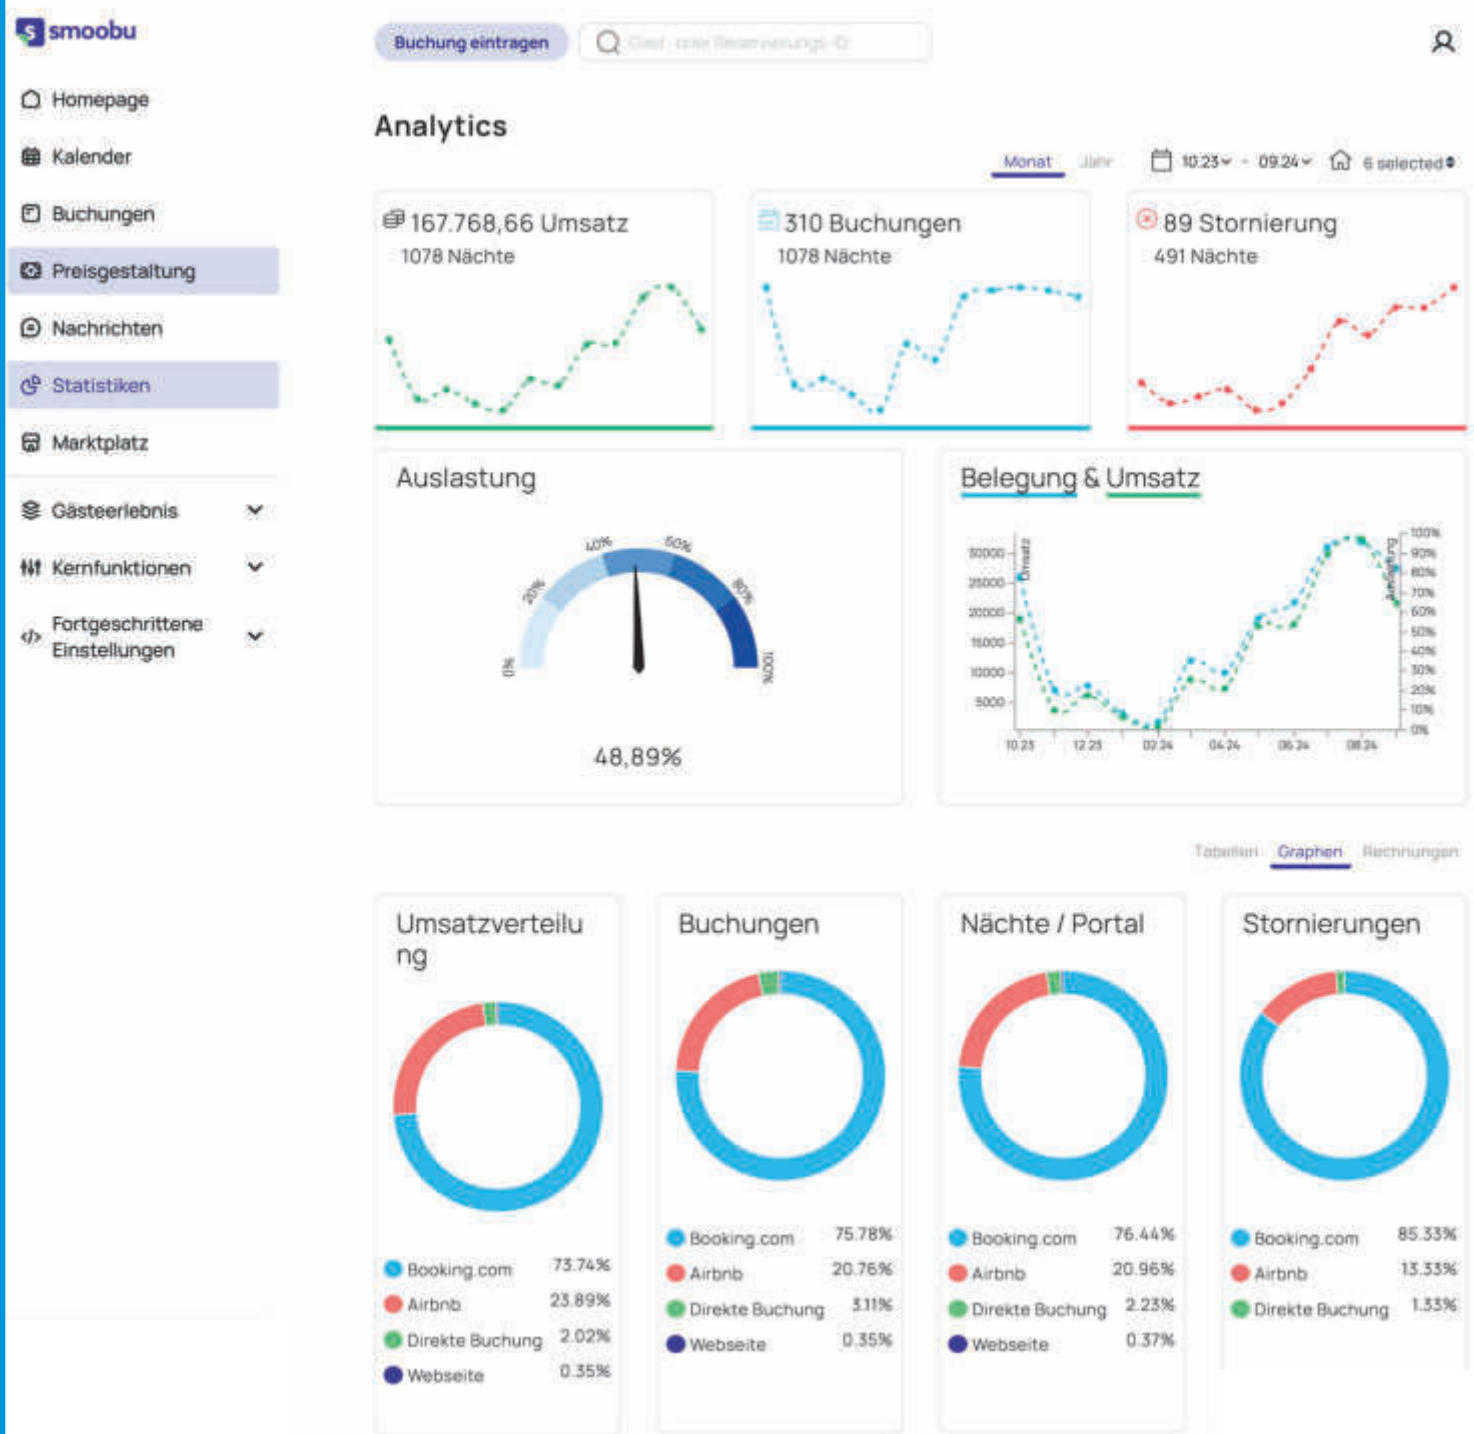 smoobu
Homepage
Kalender
Buchungen
Preisgestaltung
Nachrichten
Statistiken
Marktplatz
Gästeerlebnis
Kernfunktionen
Fortgeschrittene
Einstellungen
Buchung eintragen
Gast- oder Reservierungs-ID
Analytics
Monat Jahr 10.23 - 09.24 6 selected
167.768,66 Umsatz
1078 Nächte
310 Buchungen
1078 Nächte
89 Stornierung
491 Nächte
Auslastung
0% 20% 40% 60% 80% 100%
48,89%
Belegung & Umsatz
Umsatz
30000
25000
20000
15000
10000
5000
Auslastung
100%
90%
80%
70%
60%
50%
40%
30%
20%
10%
0%
10.23 12.23 02.24 04.24 06.24 08.24
Tabellen Graphen Rechnungen
Umsatzverteilu
ng
Booking.com 73.74%
Airbnb 23.89%
Direkte Buchung 2.02%
Webseite 0.35%
Buchungen
Booking.com 75.78%
Airbnb 20.76%
Direkte Buchung 3.11%
Webseite 0.35%
Nächte / Portal
Booking.com 76.44%
Airbnb 20.96%
Direkte Buchung 2.23%
Webseite 0.37%
Stornierungen
Booking.com 85.33%
Airbnb 13.33%
Direkte Buchung 1.33%